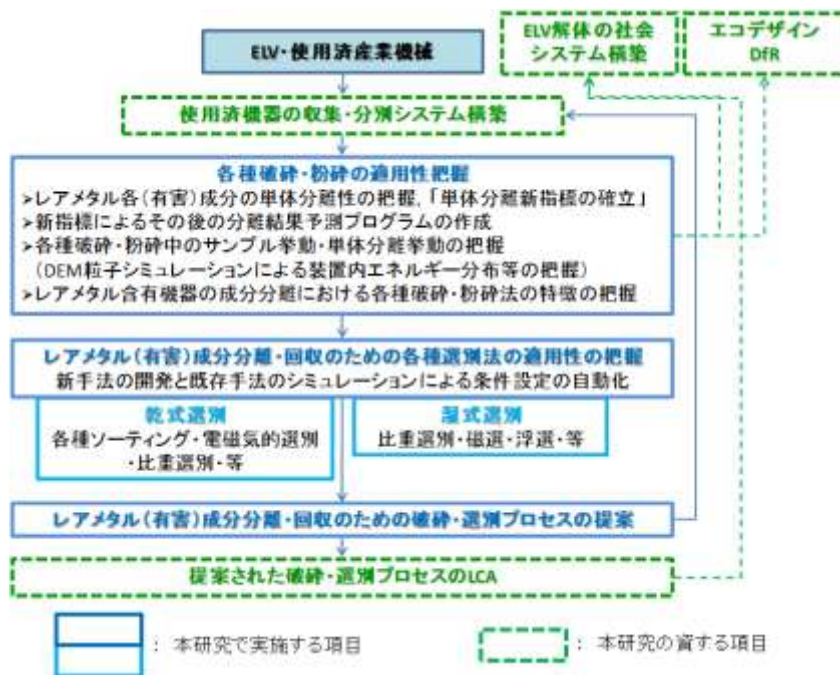 ELV・使用済産業機械
ELV解体の社会
システム構築
エコデザイン
DfR
使用済機器の収集・分別システム構築
各種破砕・粉砕の適用性把握
➢レアメタル各(有害)成分の単体分離性の把握,「単体分離新指標の確立」
➢新指標によるその後の分離結果予測プログラムの作成
➢各種破砕・粉砕中のサンプル挙動・単体分離挙動の把握
(DEM粒子シミュレーションによる装置内エネルギー分布等の把握)
➢レアメタル含有機器の成分分離における各種破砕・粉砕法の特徴の把握
レアメタル(有害)成分分離・回収のための各種選別法の適用性の把握
新手法の開発と既存手法のシミュレーションによる条件設定の自動化
乾式選別
各種ソーティング・電磁気的選別
・比重選別・等
湿式選別
比重選別・磁選・浮選・等
レアメタル(有害)成分分離・回収のための破砕・選別プロセスの提案
提案された破砕・選別プロセスのLCA
: 本研究で実施する項目
: 本研究の資する項目